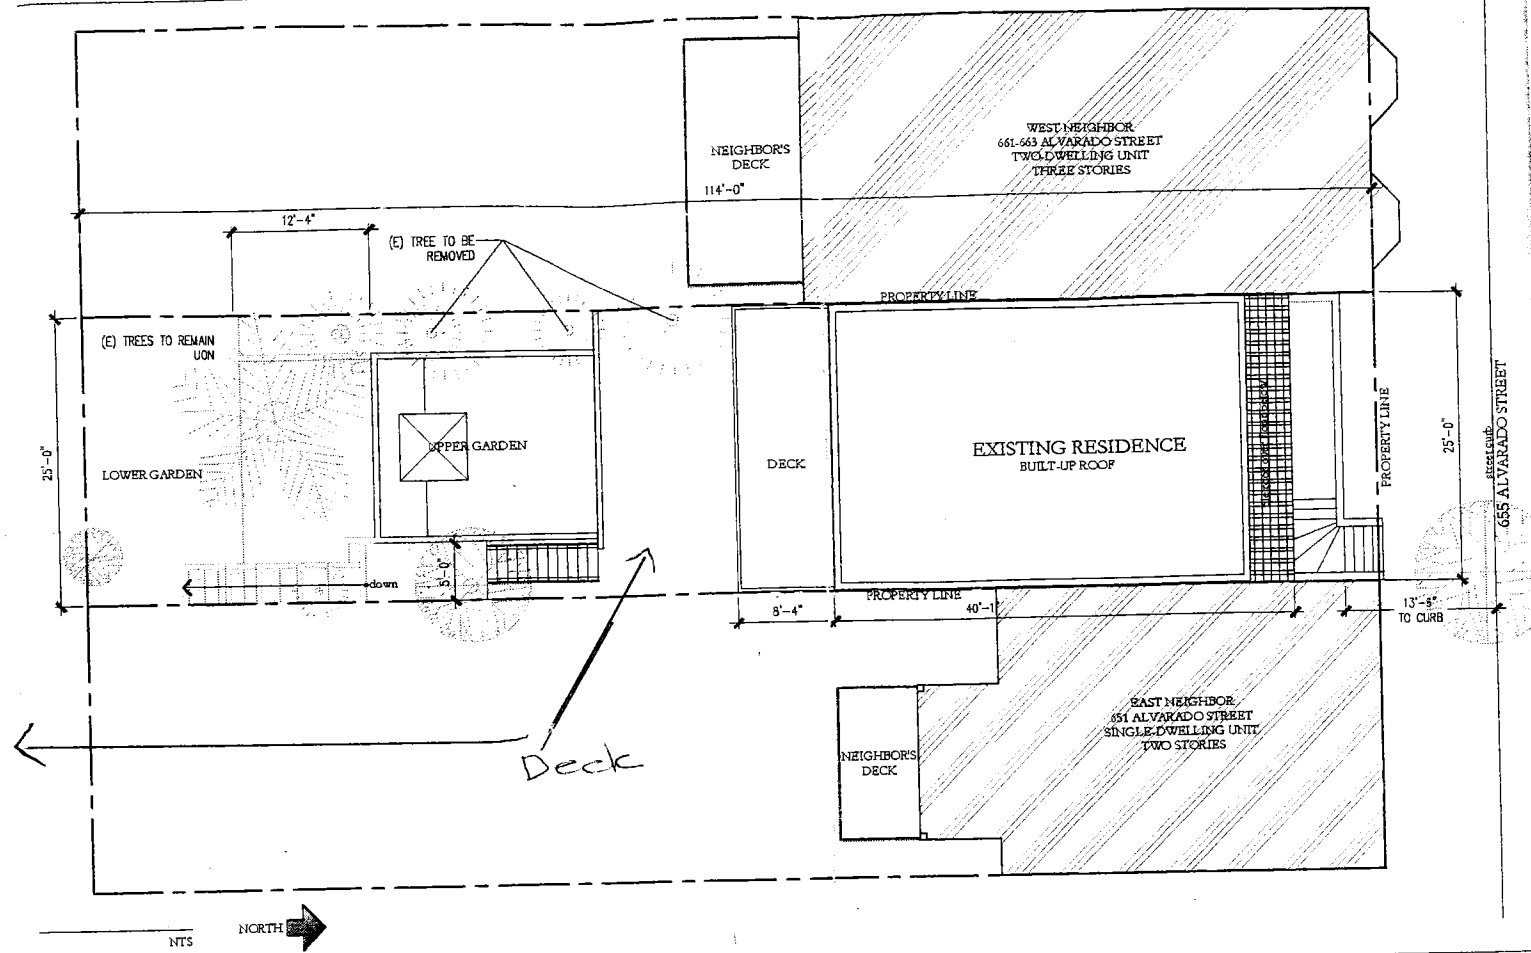 WEST NEIGHBOR
661-663 ALVARADO STREET
TWO-DWELLING UNIT
THREE STORIES
NEIGHBOR'S
DECK
114'-0"
12'-4"
(E) TREE TO BE
REMOVED
PROPERTY LINE
(E) TREES TO REMAIN
UON
25'-0"
LOWER GARDEN
UPPER GARDEN
DECK
EXISTING RESIDENCE
BUILT-UP ROOF
PROPERTY LINE
25'-0"
street curb
655 ALVARADO STREET
down
5'-0"
PROPERTY LINE
8'-4"
40'-1
13'-6"
TO CURB
EAST NEIGHBOR
651 ALVARADO STREET
SINGLE-DWELLING UNIT
TWO STORIES
NEIGHBOR'S
DECK
Deck
NORTH
NTS